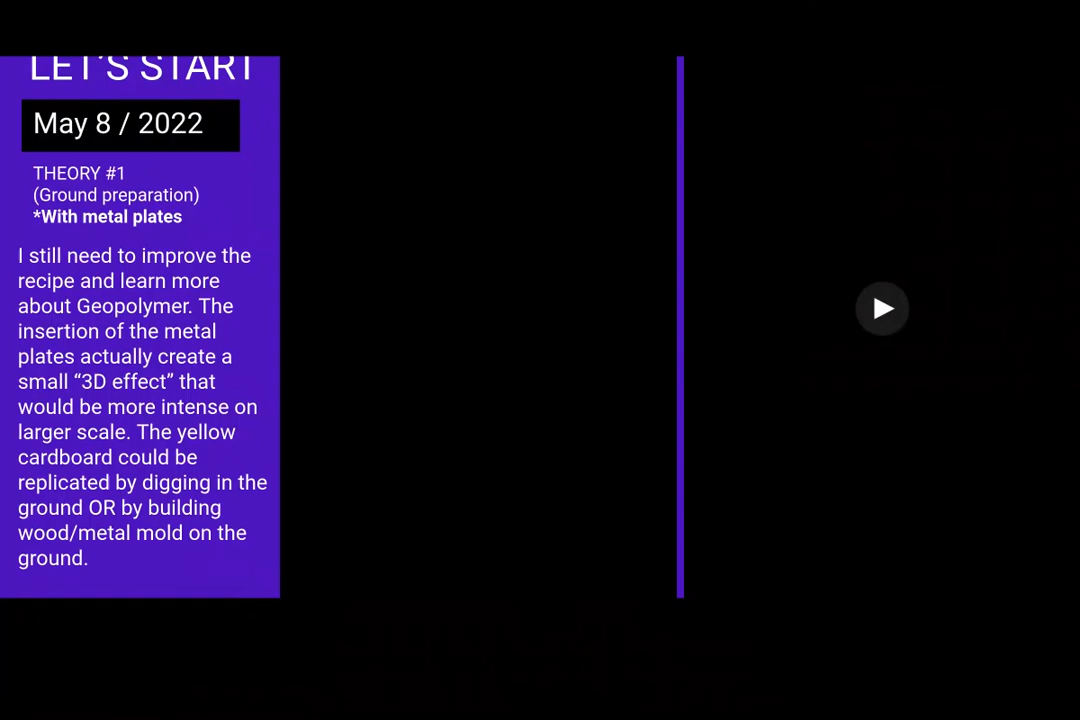 LET'S START
May 8 / 2022
THEORY #1
(Ground preparation)
*With metal plates
I still need to improve the
recipe and learn more
about Geopolymer. The
insertion of the metal
plates actually create a
small “3D effect” that
would be more intense on
larger scale. The yellow
cardboard could be
replicated by digging in the
ground OR by building
wood/metal mold on the
ground.